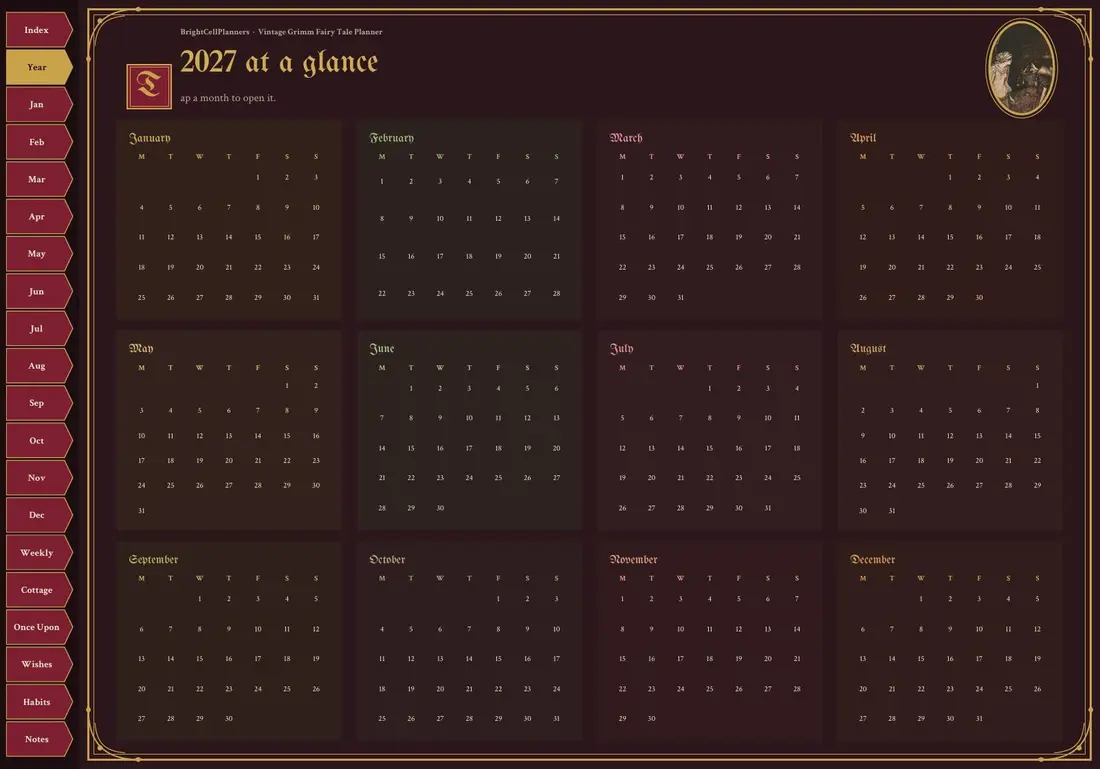 Index
Year
Jan
Feb
Mar
Apr
May
Jun
Jul
Aug
Sep
Oct
Nov
Dec
Weekly
Cottage
Once Upon
Wishes
Habits
Notes
BrightCellPlanners · Vintage Grimm Fairy Tale Planner
2027 at a glance
Tap a month to open it.
January
M T W T F S S
1 2 3
4 5 6 7 8 9 10
11 12 13 14 15 16 17
18 19 20 21 22 23 24
25 26 27 28 29 30 31
February
M T W T F S S
1 2 3 4 5 6 7
8 9 10 11 12 13 14
15 16 17 18 19 20 21
22 23 24 25 26 27 28
March
M T W T F S S
1 2 3 4 5 6 7
8 9 10 11 12 13 14
15 16 17 18 19 20 21
22 23 24 25 26 27 28
29 30 31
April
M T W T F S S
1 2 3 4
5 6 7 8 9 10 11
12 13 14 15 16 17 18
19 20 21 22 23 24 25
26 27 28 29 30
May
M T W T F S S
1 2
3 4 5 6 7 8 9
10 11 12 13 14 15 16
17 18 19 20 21 22 23
24 25 26 27 28 29 30
31
June
M T W T F S S
1 2 3 4 5 6
7 8 9 10 11 12 13
14 15 16 17 18 19 20
21 22 23 24 25 26 27
28 29 30
July
M T W T F S S
1 2 3 4
5 6 7 8 9 10 11
12 13 14 15 16 17 18
19 20 21 22 23 24 25
26 27 28 29 30 31
August
M T W T F S S
1
2 3 4 5 6 7 8
9 10 11 12 13 14 15
16 17 18 19 20 21 22
23 24 25 26 27 28 29
30 31
September
M T W T F S S
1 2 3 4 5
6 7 8 9 10 11 12
13 14 15 16 17 18 19
20 21 22 23 24 25 26
27 28 29 30
October
M T W T F S S
1 2 3
4 5 6 7 8 9 10
11 12 13 14 15 16 17
18 19 20 21 22 23 24
25 26 27 28 29 30 31
November
M T W T F S S
1 2 3 4 5 6 7
8 9 10 11 12 13 14
15 16 17 18 19 20 21
22 23 24 25 26 27 28
29 30
December
M T W T F S S
1 2 3 4 5
6 7 8 9 10 11 12
13 14 15 16 17 18 19
20 21 22 23 24 25 26
27 28 29 30 31